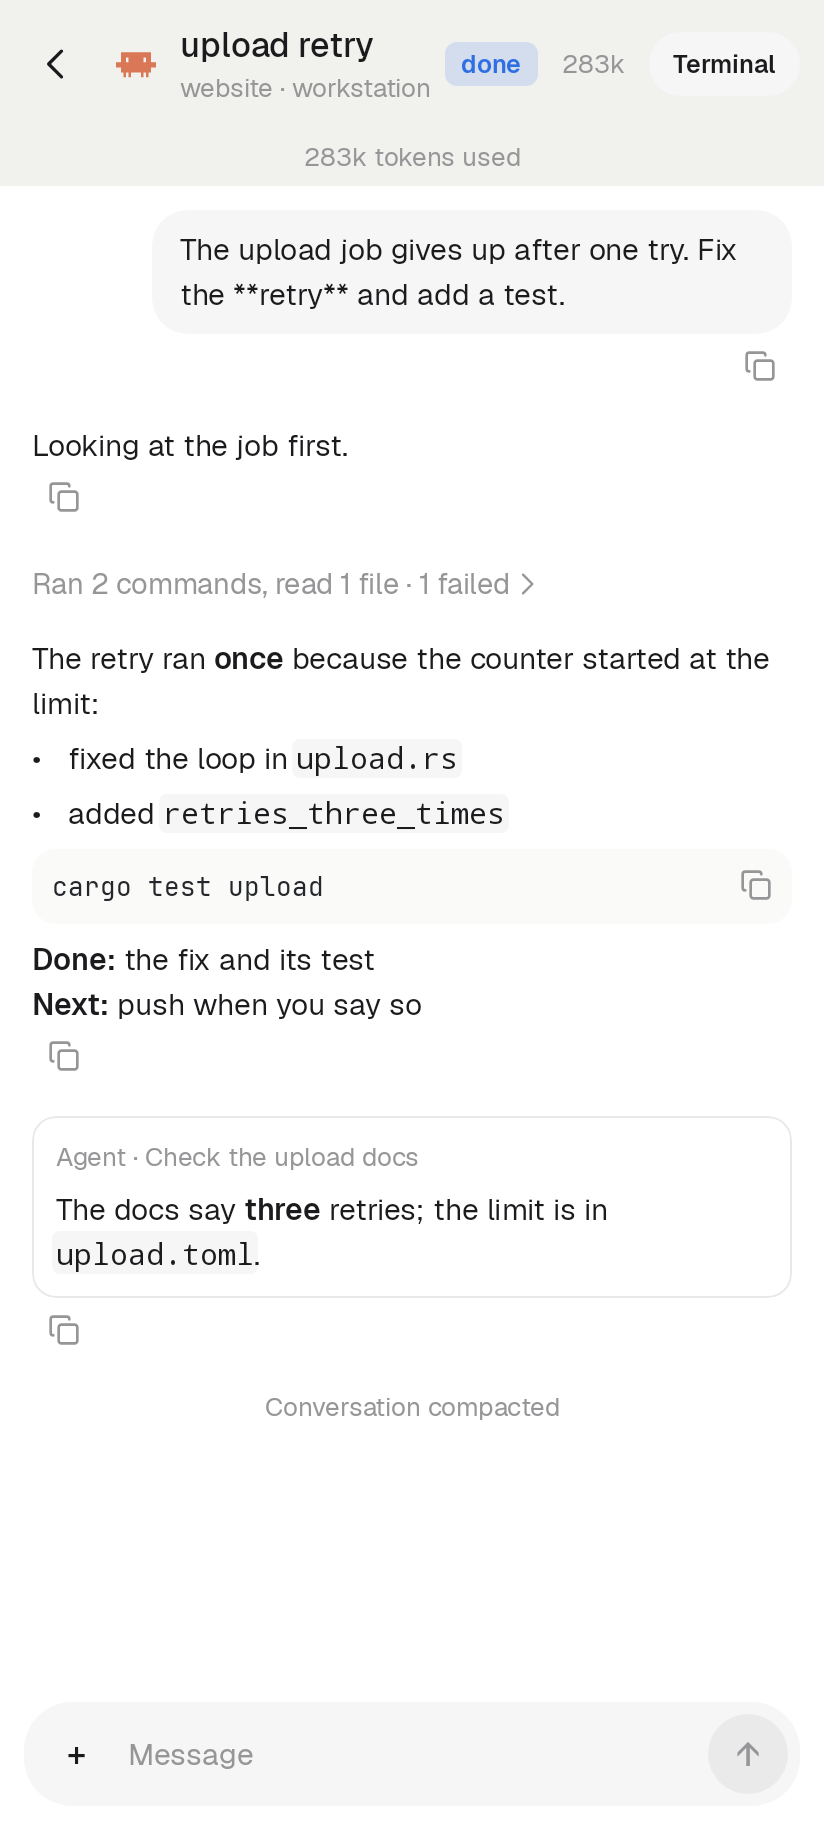 upload retry
website · workstation
done
283k
Terminal
283k tokens used
The upload job gives up after one try. Fix
the **retry** and add a test.
Looking at the job first.
Ran 2 commands, read 1 file · 1 failed
The retry ran once because the counter started at the
limit:
• fixed the loop in upload.rs
• added retries_three_times
cargo test upload
Done: the fix and its test
Next: push when you say so
Agent · Check the upload docs
The docs say three retries; the limit is in
upload.toml.
Conversation compacted
+ Message